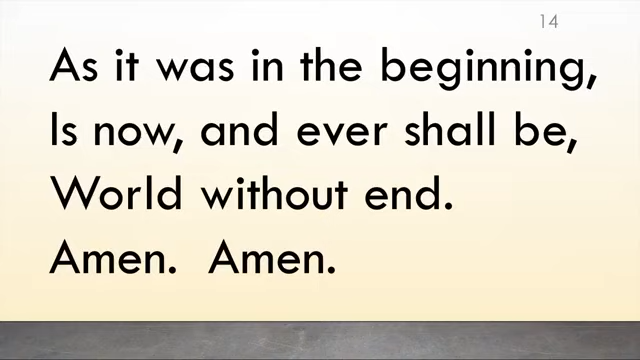 14
As it was in the beginning,
Is now, and ever shall be,
World without end.
Amen.  Amen.